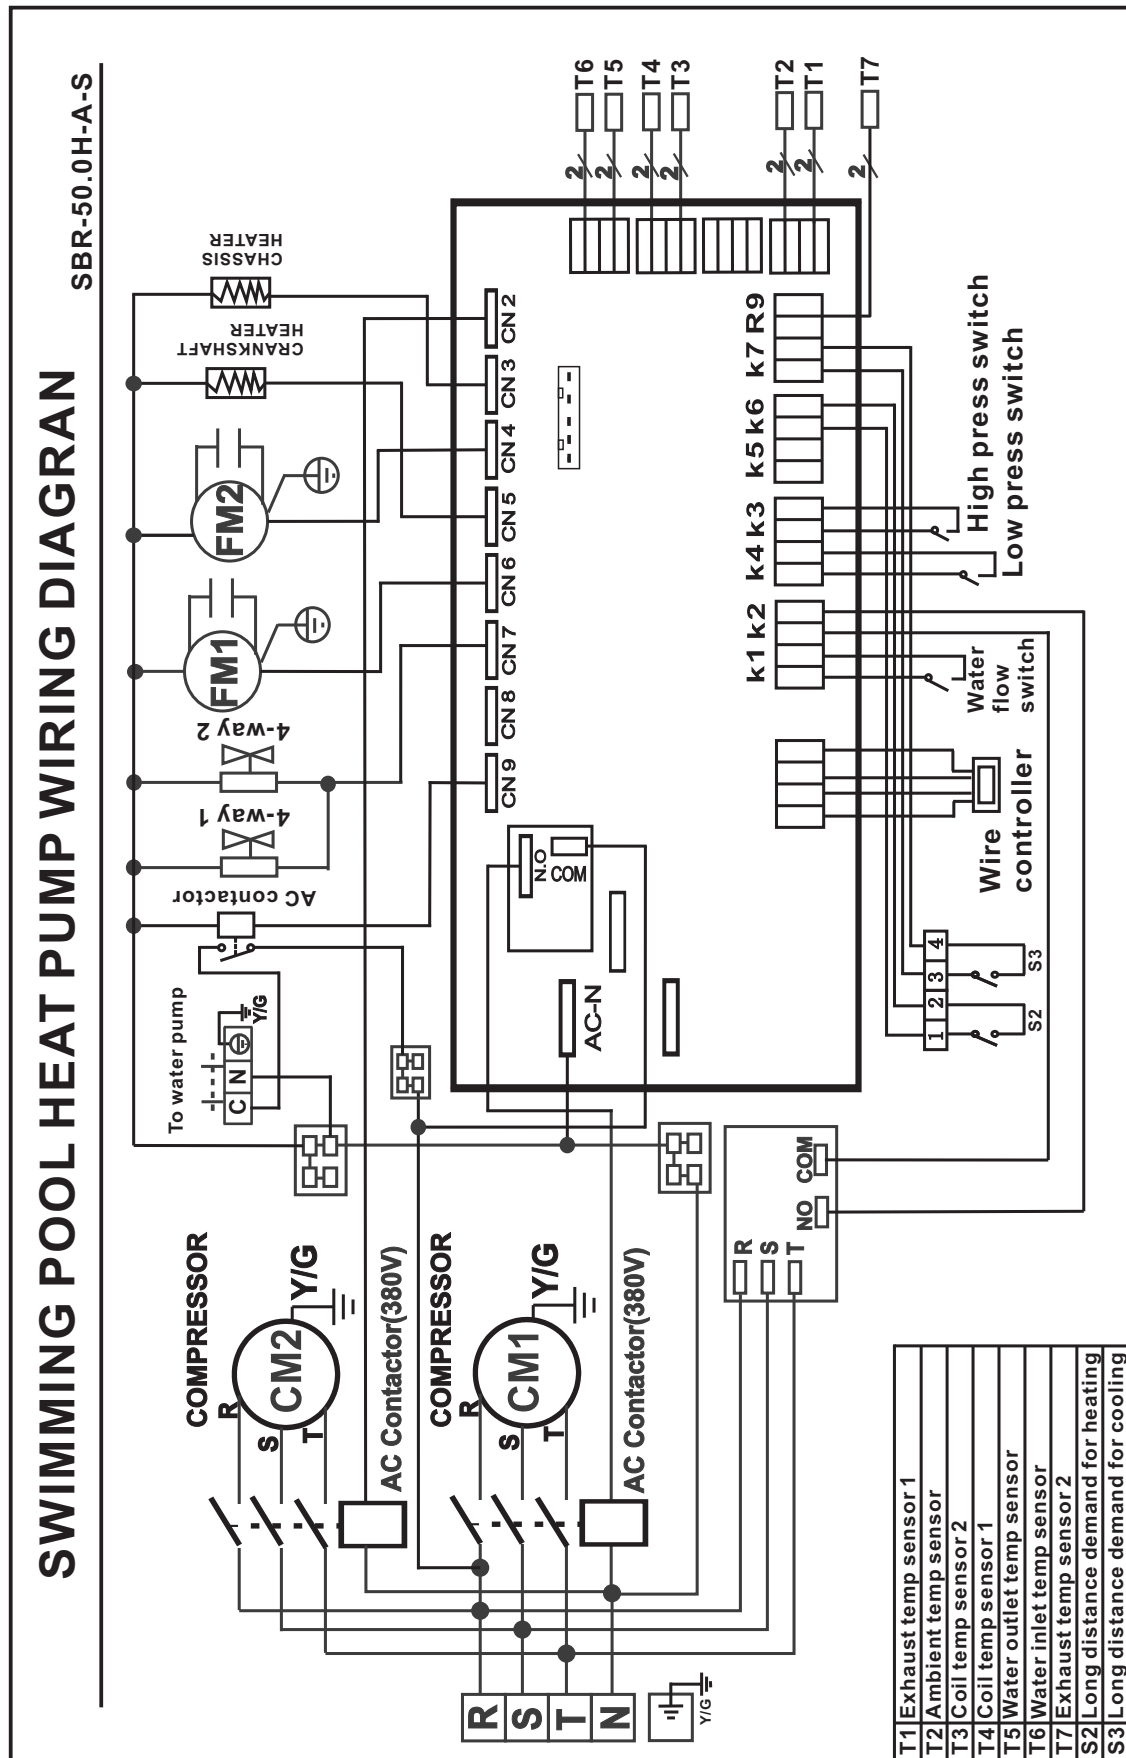 SWIMMING POOL HEAT PUMP WIRING DIAGRAN
SBR-50.0H-A-S
CHASSIS
HEATER
CRANKSHAFT
HEATER
FM2
FM1
4-way 2
4-way 1
AC contactor
To water pump
C N
Y/G
COMPRESSOR
CM2
Y/G
R
S
T
AC Contactor(380V)
COMPRESSOR
CM1
Y/G
R
S
T
AC Contactor(380V)
R
S
T
N
Y/G
CN 9
CN 8
CN 7
CN 6
CN 5
CN 4
CN 3
CN 2
N.O
COM
AC-N
2 T6
2 T5
2 T4
2 T3
2 T2
2 T1
2 T7
k1 k2
k4 k3
k5 k6
k7 R9
High press switch
Low press switch
Water
flow
switch
Wire
controller
1 2 3 4
S2
S3
R
S
T
NO COM
T1 Exhaust temp sensor 1
T2 Ambient temp sensor
T3 Coil temp sensor 2
T4 Coil temp sensor 1
T5 Water outlet temp sensor
T6 Water inlet temp sensor
T7 Exhaust temp sensor 2
S2 Long distance demand for heating
S3 Long distance demand for cooling